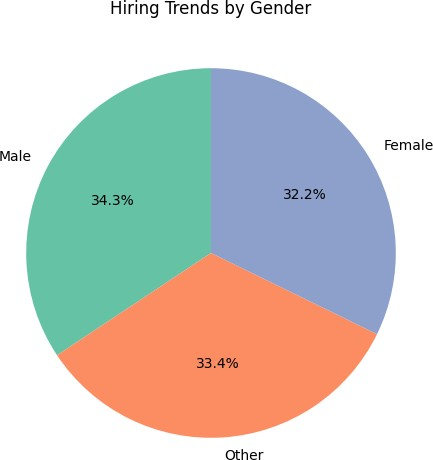 Hiring Trends by Gender
Female
Male
32.2%
34.3%
33.4%
Other